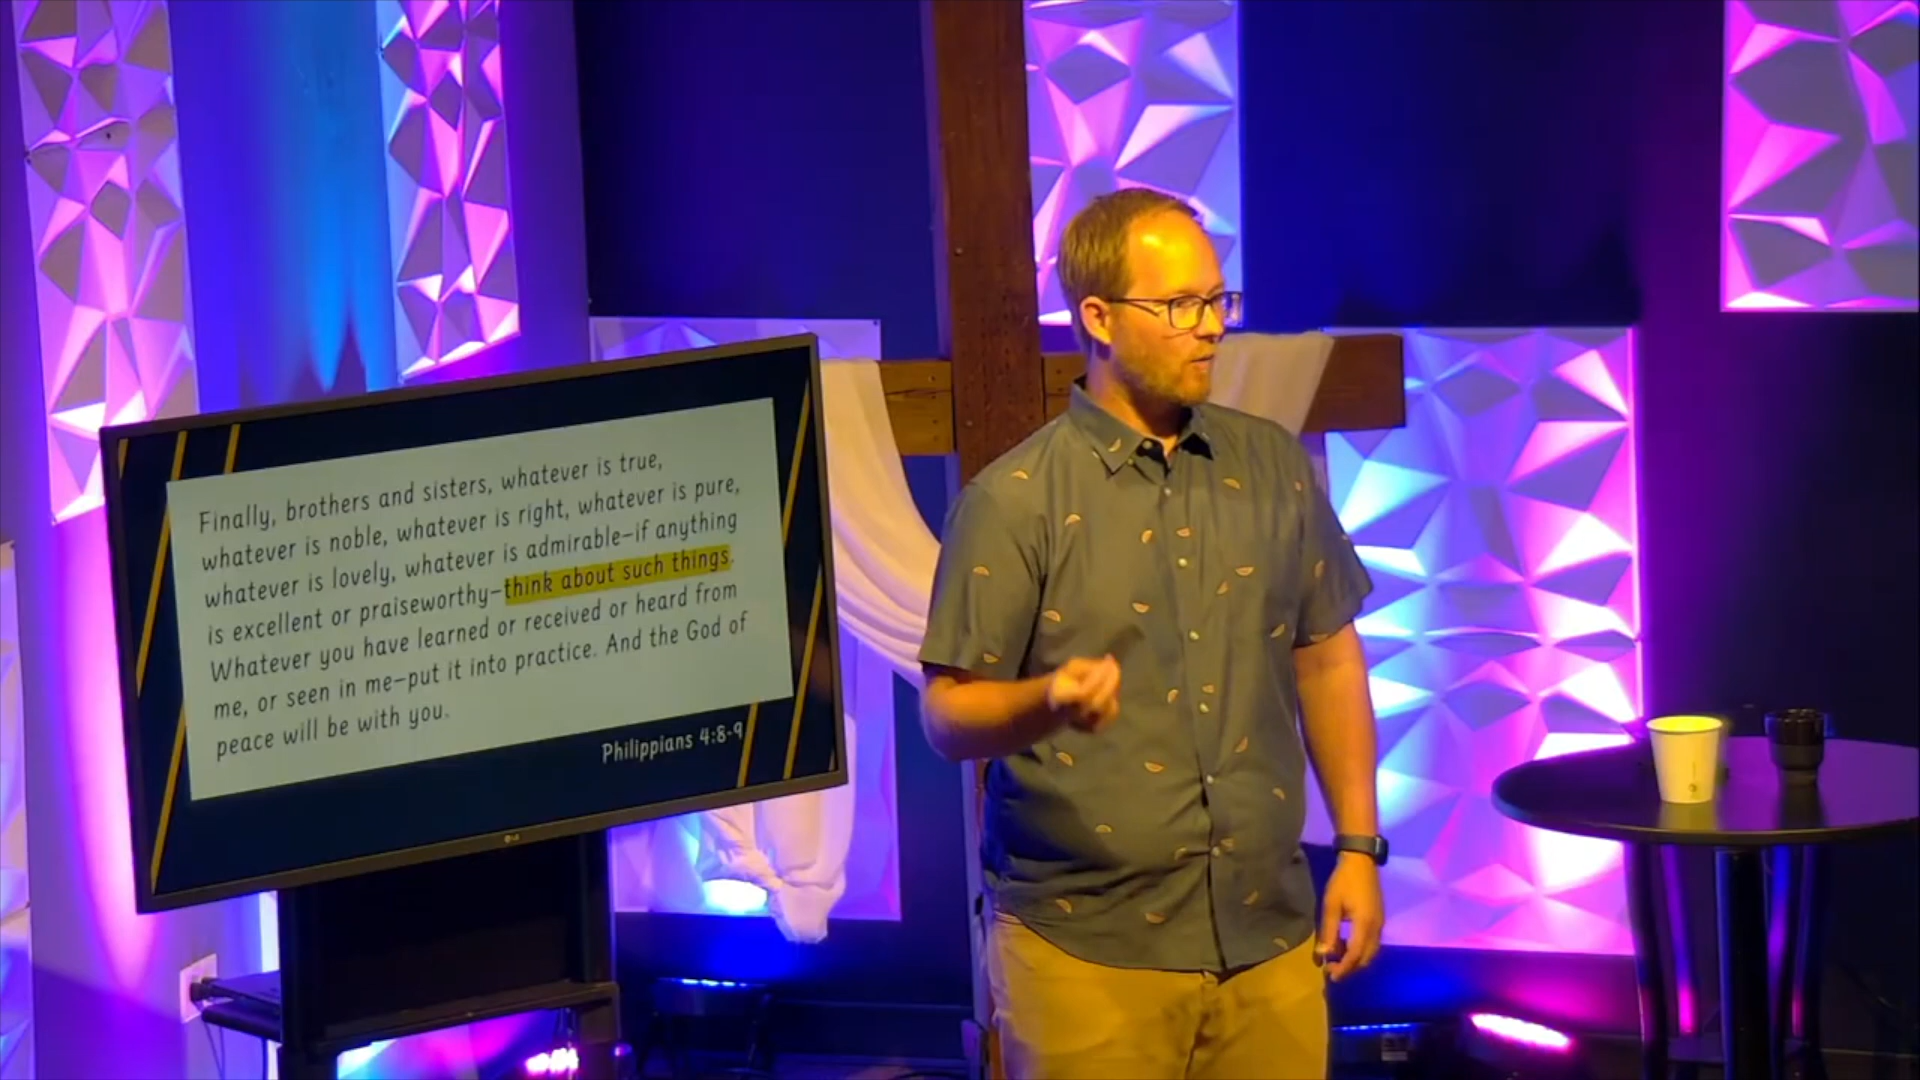 Finally, brothers and sisters, whatever is true,
whatever is noble, whatever is right, whatever is pure,
whatever is lovely, whatever is admirable–if anything
is excellent or praiseworthy–think about such things.
Whatever you have learned or received or heard from
me, or seen in me–put it into practice. And the God of
peace will be with you.
Philippians 4:8-9
LG